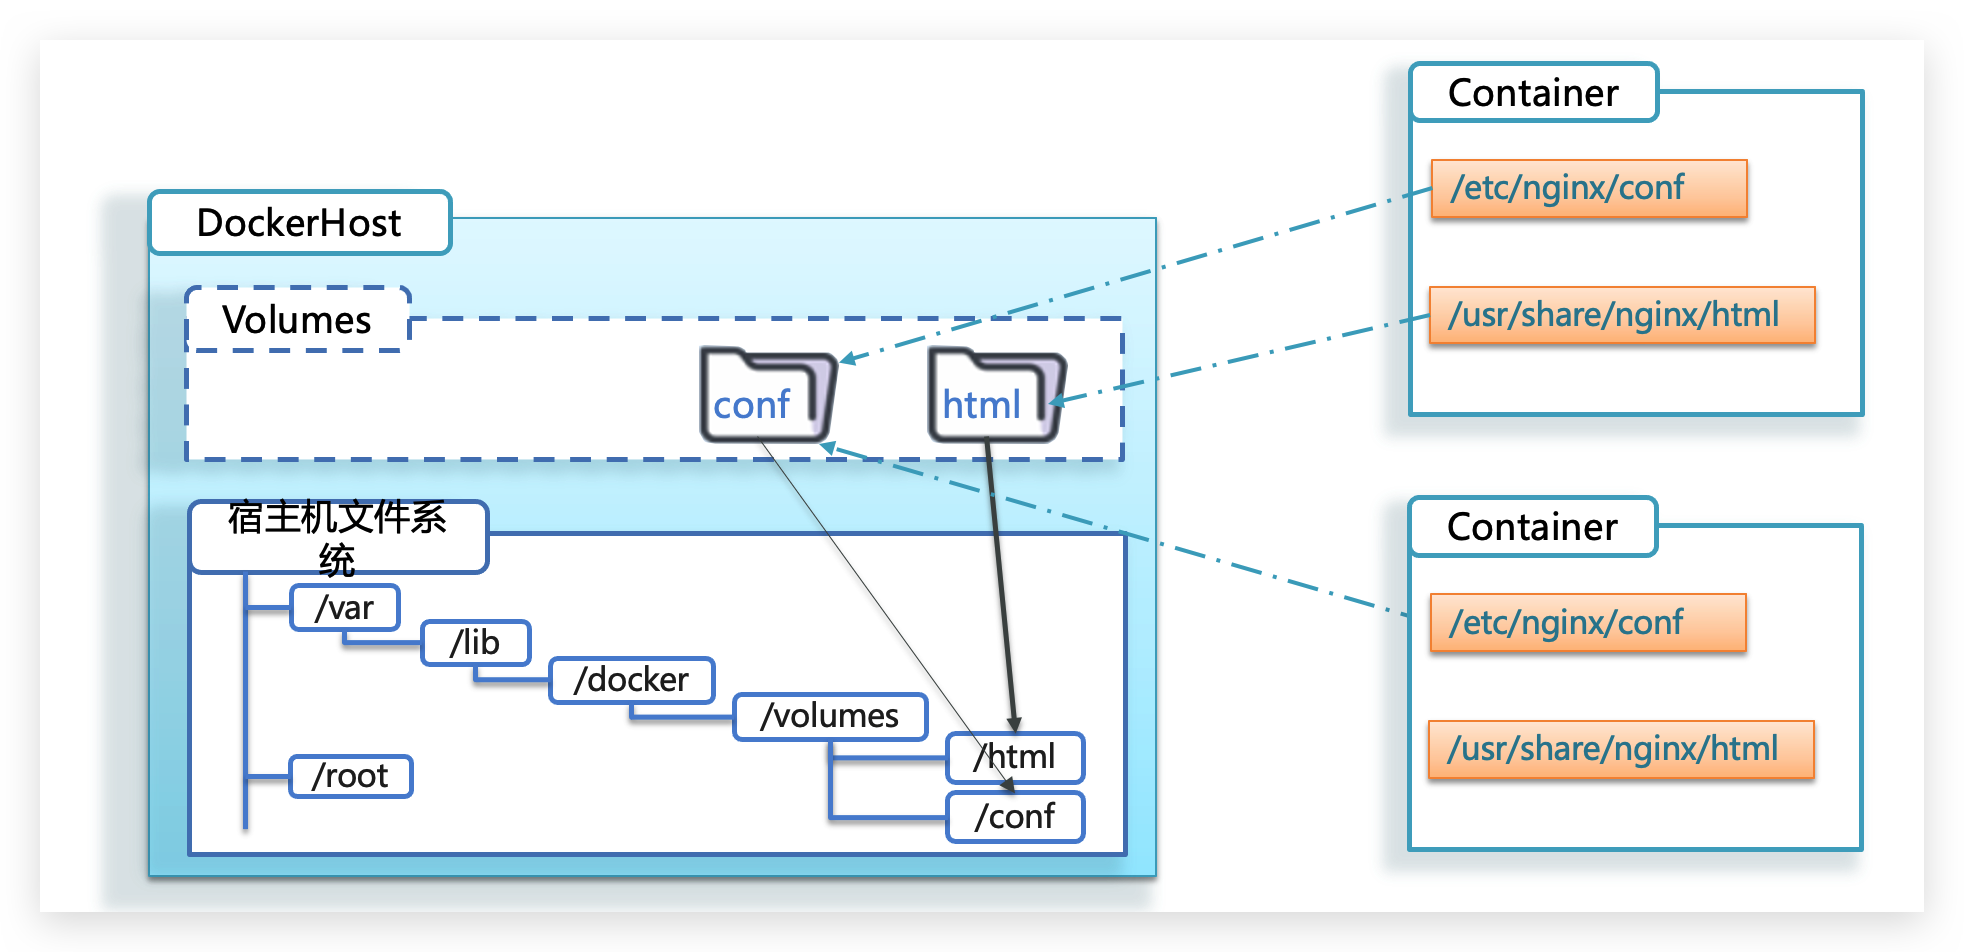 DockerHost
Volumes
conf
html
宿主机文件系
统
/var
/lib
/docker
/volumes
/html
/root
/conf
Container
/etc/nginx/conf
/usr/share/nginx/html
Container
/etc/nginx/conf
/usr/share/nginx/html